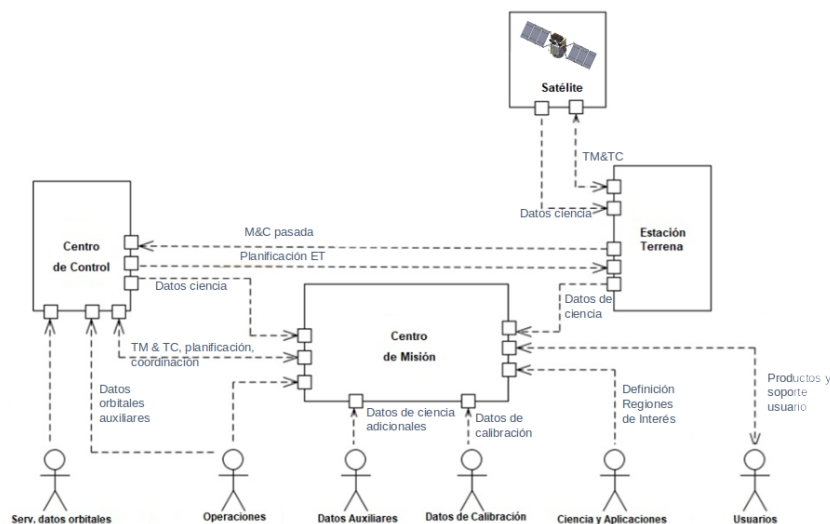 Satélite
TM&TC
Datos ciencia
Estación
Terrena
M&C pasada
Planificación ET
Centro
de Control
Datos ciencia
Datos de
ciencia
Centro
de Misión
TM & TC, planificación,
coordinación
Datos
orbitales
auxiliares
Datos de ciencia
adicionales
Datos de
calibración
Definición
Regiones
de Interés
Productos y
soporte
usuario
Serv. datos orbitales
Operaciones
Datos Auxiliares
Datos de Calibración
Ciencia y Aplicaciones
Usuarios